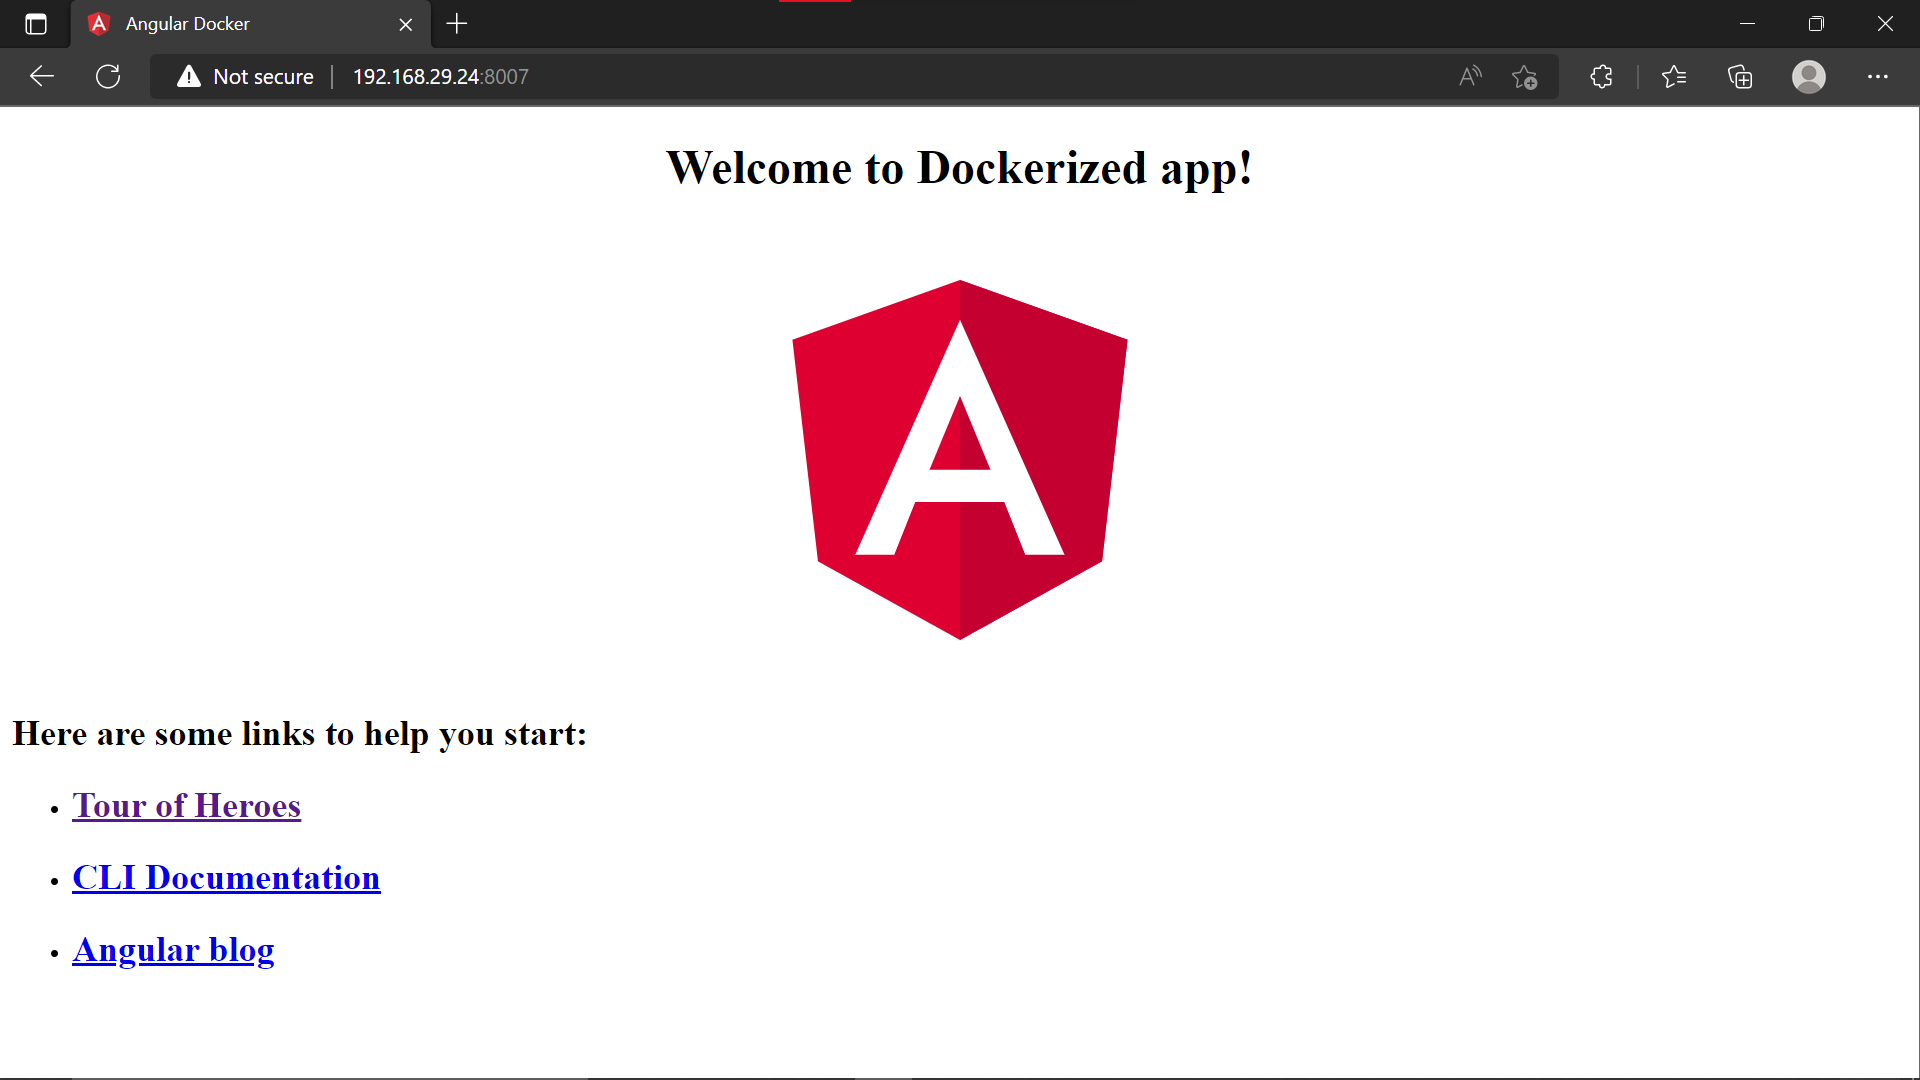 Angular Docker
Not secure 192.168.29.24:8007
Welcome to Dockerized app!
A
Here are some links to help you start:
Tour of Heroes
CLI Documentation
Angular blog